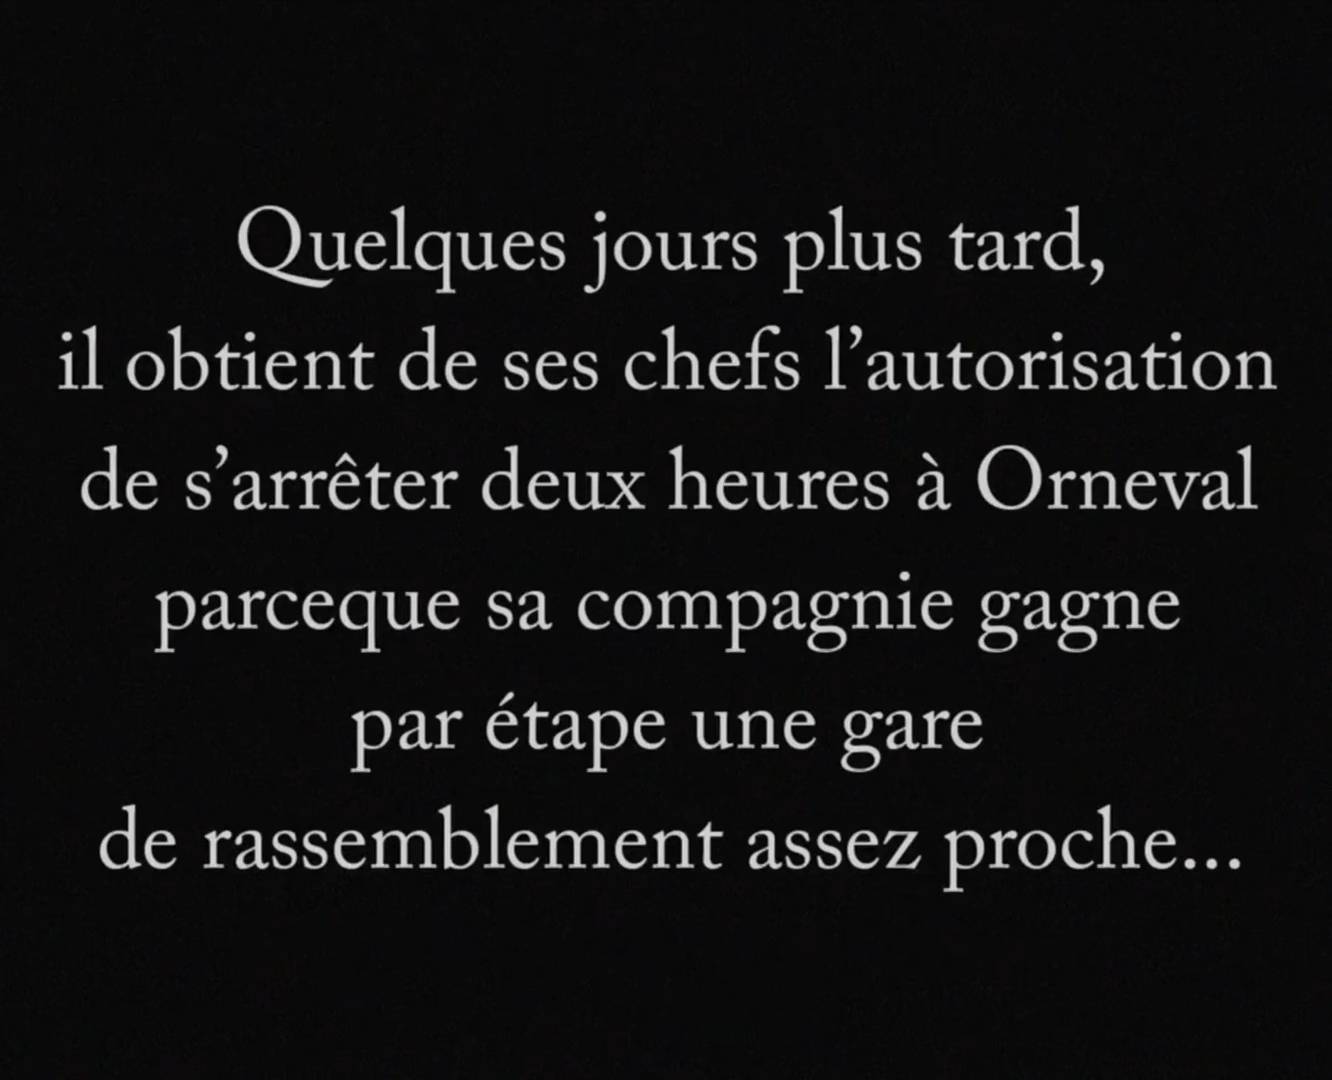 Quelques jours plus tard,
il obtient de ses chefs l’autorisation
de s’arrêter deux heures à Orneval
parceque sa compagnie gagne
par étape une gare
de rassemblement assez proche...